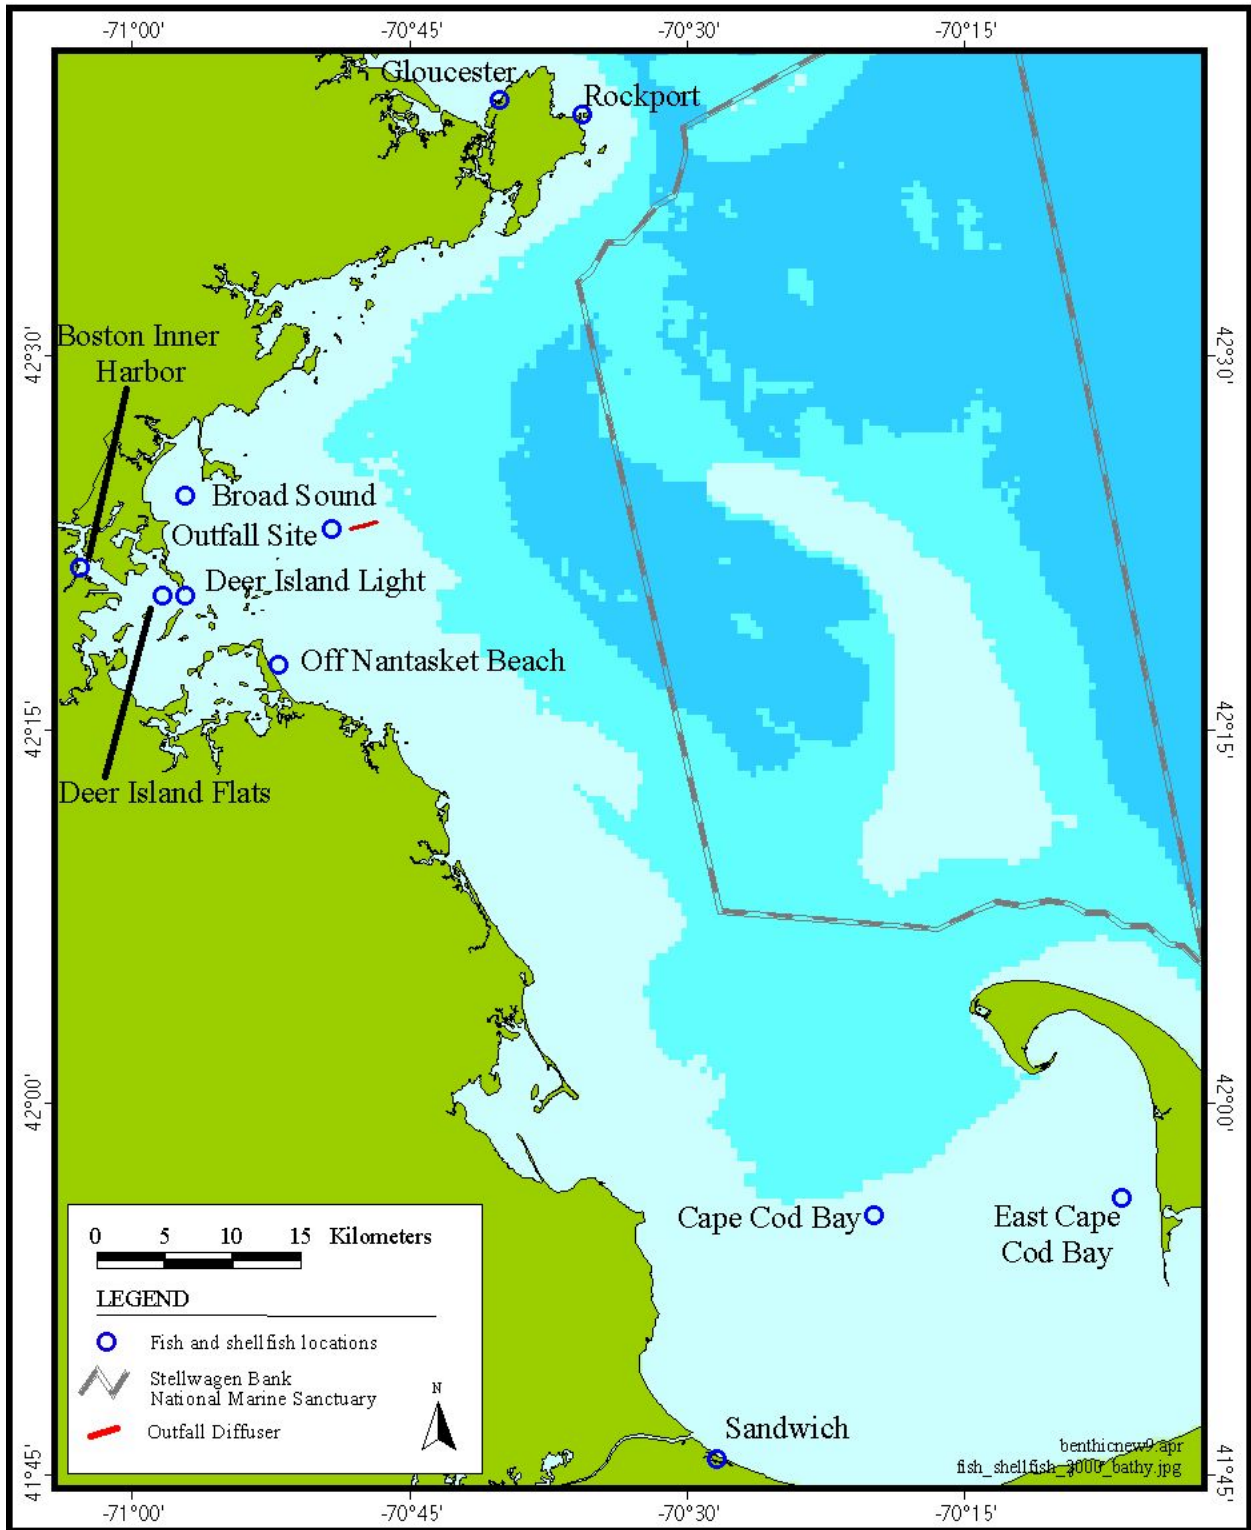 -71°00'
-70°45'
-70°30'
-70°15'
Gloucester
Rockport
42°30'
42°30'
Boston Inner
Harbor
Broad Sound
Outfall Site
Deer Island Light
Off Nantasket Beach
42°15'
42°15'
Deer Island Flats
42°00'
42°00'
Cape Cod Bay
East Cape
Cod Bay
0 5 10 15 Kilometers
LEGEND
Fish and shellfish locations
Stellwagen Bank
National Marine Sanctuary
N
Outfall Diffuser
Sandwich
benthicnew9.apr
fish_shellfish_3000_bathy.jpg
41°45'
41°45'
-71°00'
-70°45'
-70°30'
-70°15'